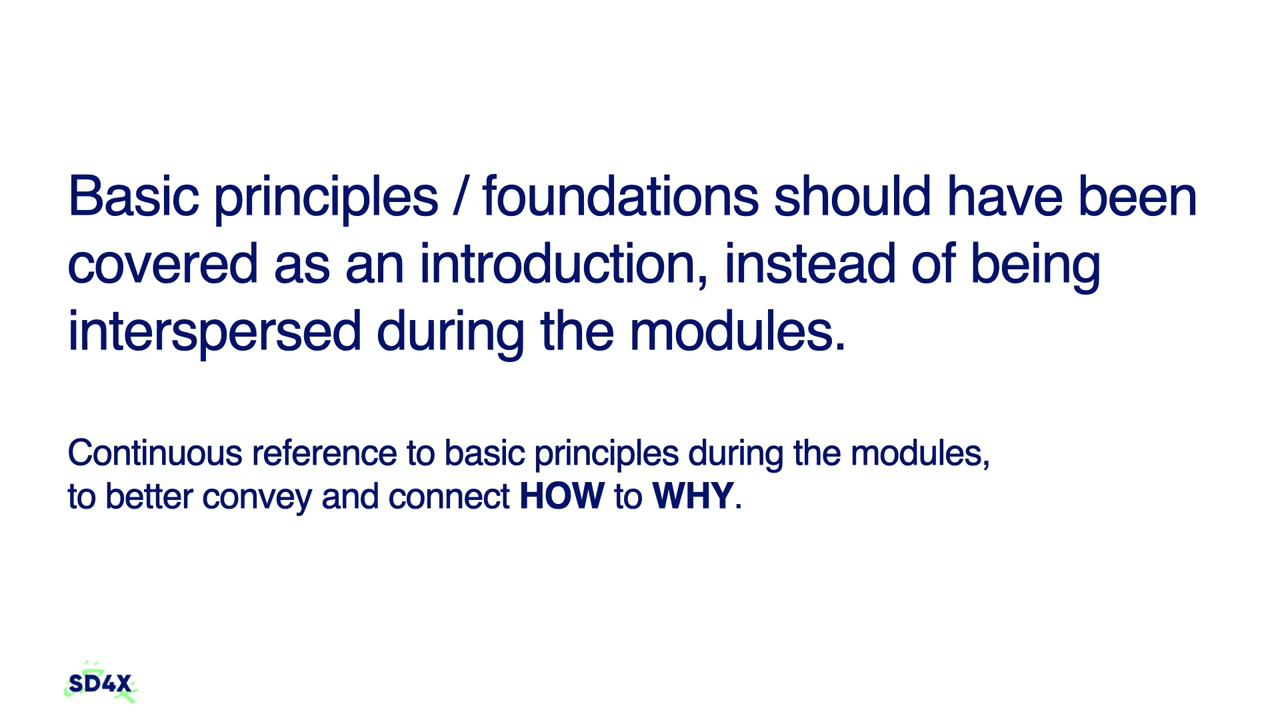 Basic principles / foundations should have been
covered as an introduction, instead of being
interspersed during the modules.
Continuous reference to basic principles during the modules,
to better convey and connect HOW to WHY.
SD4X